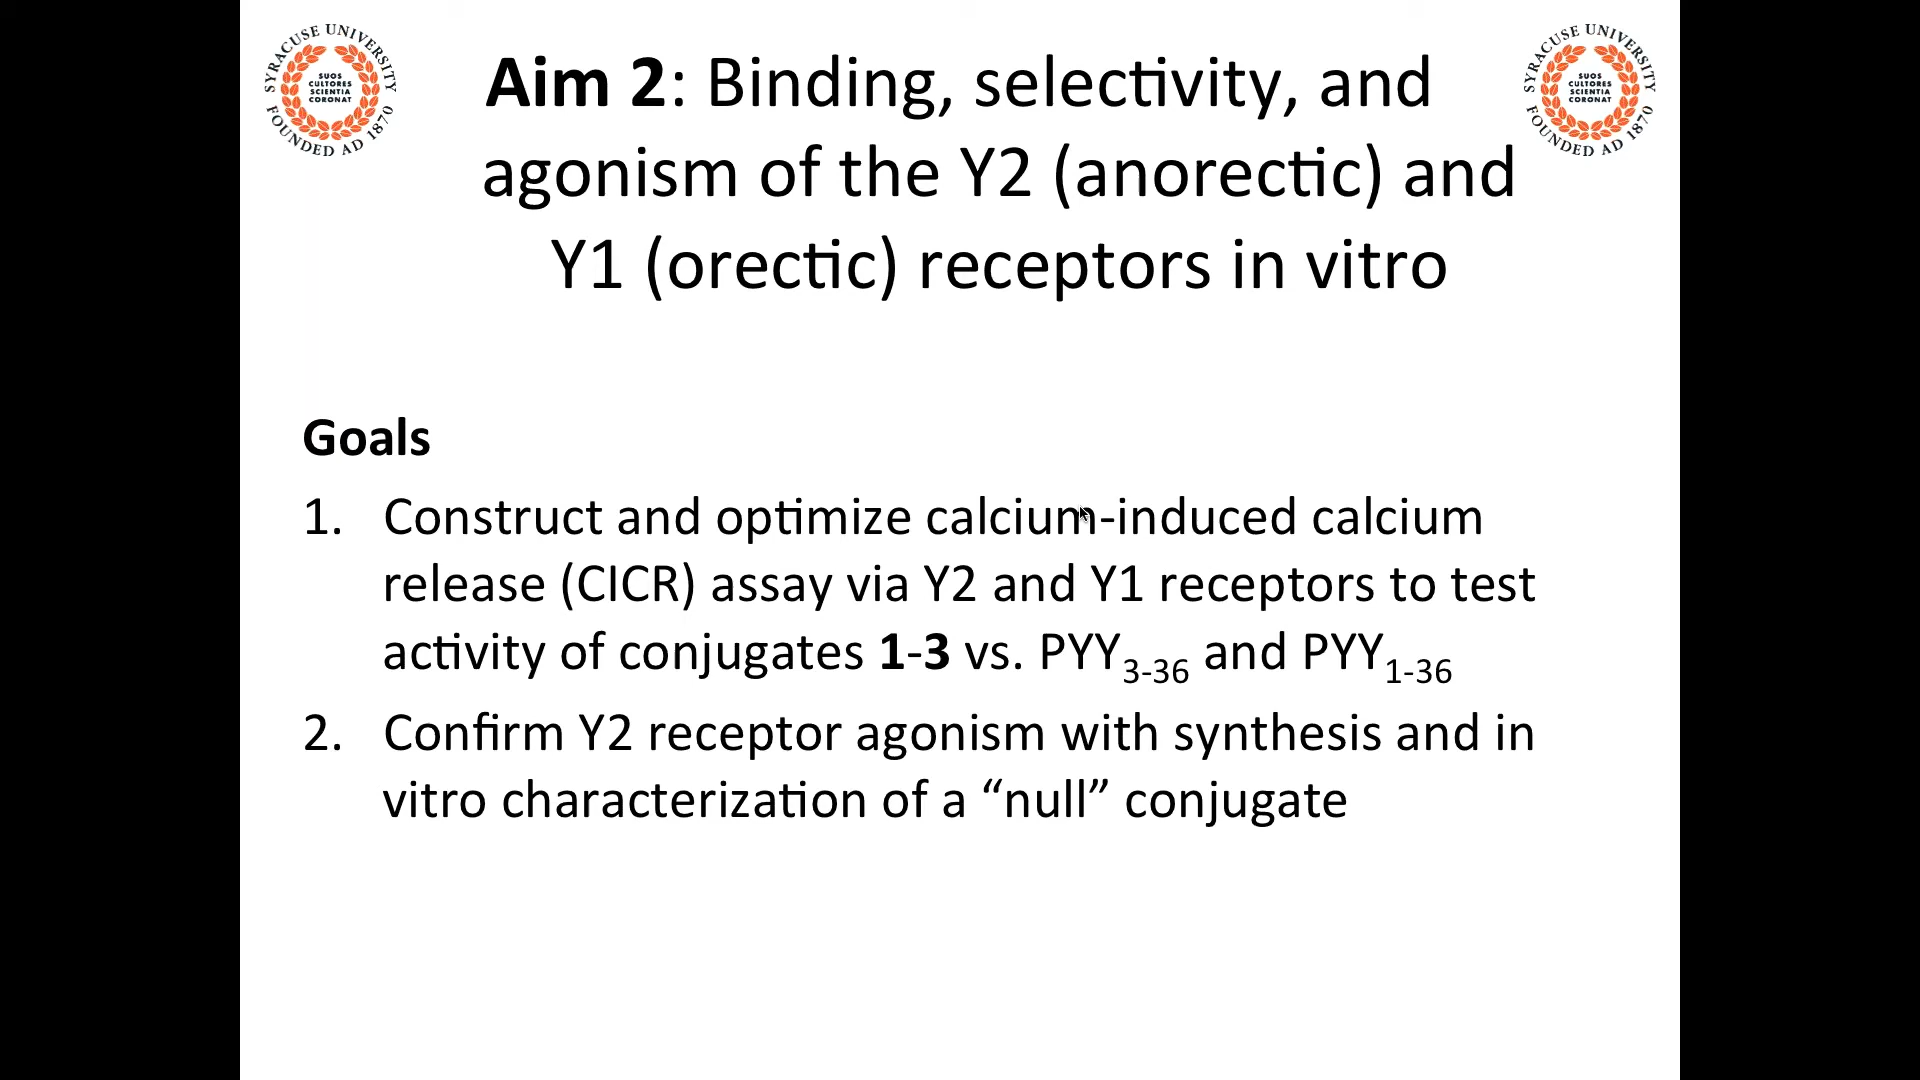 SYRACUSE UNIVERSITY
FOUNDED AD 1870
SUOS
CULTORES
SCIENTIA
CORONAT
SYRACUSE UNIVERSITY
FOUNDED AD 1870
SUOS
CULTORES
SCIENTIA
CORONAT
Aim 2: Binding, selectivity, and
agonism of the Y2 (anorectic) and
Y1 (orectic) receptors in vitro
Goals
1. Construct and optimize calcium-induced calcium
release (CICR) assay via Y2 and Y1 receptors to test
activity of conjugates 1-3 vs. PYY3-36 and PYY1-36
2. Confirm Y2 receptor agonism with synthesis and in
vitro characterization of a “null” conjugate